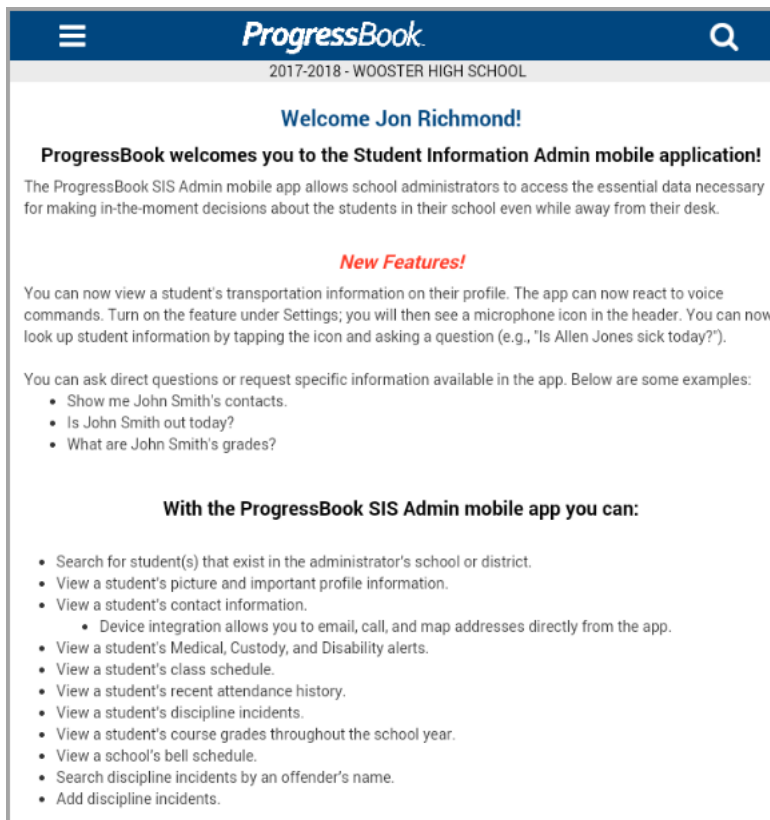 ProgressBook
2017-2018 - WOOSTER HIGH SCHOOL
Welcome Jon Richmond!
ProgressBook welcomes you to the Student Information Admin mobile application!
The ProgressBook SIS Admin mobile app allows school administrators to access the essential data necessary
for making in-the-moment decisions about the students in their school even while away from their desk.
New Features!
You can now view a student's transportation information on their profile. The app can now react to voice
commands. Turn on the feature under Settings; you will then see a microphone icon in the header. You can now
look up student information by tapping the icon and asking a question (e.g., "Is Allen Jones sick today?").
You can ask direct questions or request specific information available in the app. Below are some examples:
• Show me John Smith's contacts.
• Is John Smith out today?
• What are John Smith's grades?
With the ProgressBook SIS Admin mobile app you can:
• Search for student(s) that exist in the administrator's school or district.
• View a student's picture and important profile information.
• View a student's contact information.
• Device integration allows you to email, call, and map addresses directly from the app.
• View a student's Medical, Custody, and Disability alerts.
• View a student's class schedule.
• View a student's recent attendance history.
• View a student's discipline incidents.
• View a student's course grades throughout the school year.
• View a school's bell schedule.
• Search discipline incidents by an offender's name.
• Add discipline incidents.